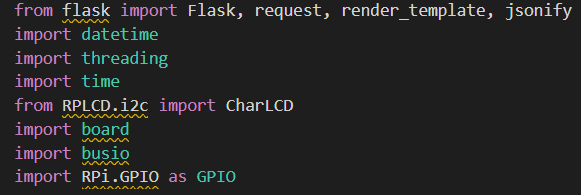 from flask import Flask, request, render_template, jsonify
import datetime
import threading
import time
from RPLCD.i2c import CharLCD
import board
import busio
import RPi.GPIO as GPIO